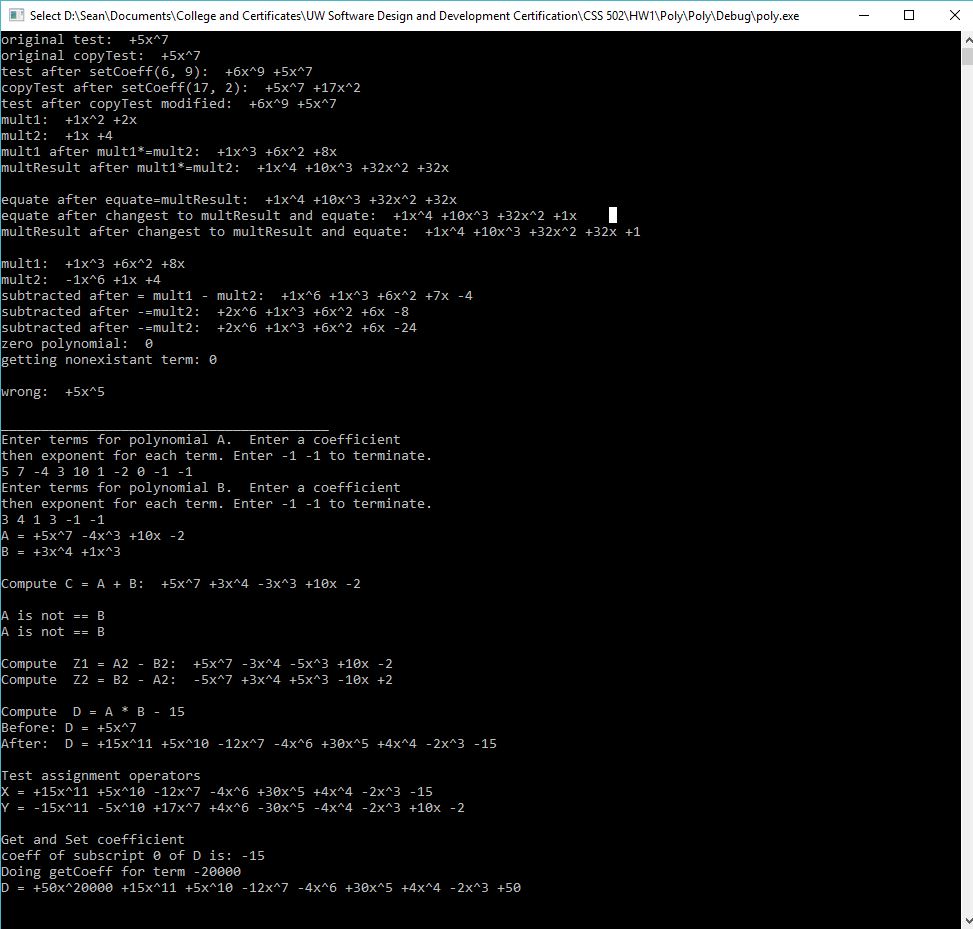 Select D:\Sean\Documents\College and Certificates\UW Software Design and Development Certification\CSS 502\HW1\Poly\Poly\Debug\poly.exe
original test:  +5x^7
original copyTest:  +5x^7
test after setCoeff(6, 9):  +6x^9 +5x^7
copyTest after setCoeff(17, 2):  +5x^7 +17x^2
test after copyTest modified:  +6x^9 +5x^7
mult1:  +1x^2 +2x
mult2:  +1x +4
mult1 after mult1*=mult2:  +1x^3 +6x^2 +8x
multResult after mult1*=mult2:  +1x^4 +10x^3 +32x^2 +32x
equate after equate=multResult:  +1x^4 +10x^3 +32x^2 +32x
equate after changest to multResult and equate:  +1x^4 +10x^3 +32x^2 +1x
multResult after changest to multResult and equate:  +1x^4 +10x^3 +32x^2 +32x +1
mult1:  +1x^3 +6x^2 +8x
mult2:  -1x^6 +1x +4
subtracted after = mult1 - mult2:  +1x^6 +1x^3 +6x^2 +7x -4
subtracted after -=mult2:  +2x^6 +1x^3 +6x^2 +6x -8
subtracted after -=mult2:  +2x^6 +1x^3 +6x^2 +6x -24
zero polynomial:  0
getting nonexistant term: 0
wrong:  +5x^5
_________________________________________
Enter terms for polynomial A.  Enter a coefficient
then exponent for each term. Enter -1 -1 to terminate.
5 7 -4 3 10 1 -2 0 -1 -1
Enter terms for polynomial B.  Enter a coefficient
then exponent for each term. Enter -1 -1 to terminate.
3 4 1 3 -1 -1
A = +5x^7 -4x^3 +10x -2
B = +3x^4 +1x^3
Compute C = A + B:  +5x^7 +3x^4 -3x^3 +10x -2
A is not == B
A is not == B
Compute  Z1 = A2 - B2:  +5x^7 -3x^4 -5x^3 +10x -2
Compute  Z2 = B2 - A2:  -5x^7 +3x^4 +5x^3 -10x +2
Compute  D = A * B - 15
Before: D = +5x^7
After:  D = +15x^11 +5x^10 -12x^7 -4x^6 +30x^5 +4x^4 -2x^3 -15
Test assignment operators
X = +15x^11 +5x^10 -12x^7 -4x^6 +30x^5 +4x^4 -2x^3 -15
Y = -15x^11 -5x^10 +17x^7 +4x^6 -30x^5 -4x^4 -2x^3 +10x -2
Get and Set coefficient
coeff of subscript 0 of D is: -15
Doing getCoeff for term -20000
D = +50x^20000 +15x^11 +5x^10 -12x^7 -4x^6 +30x^5 +4x^4 -2x^3 +50